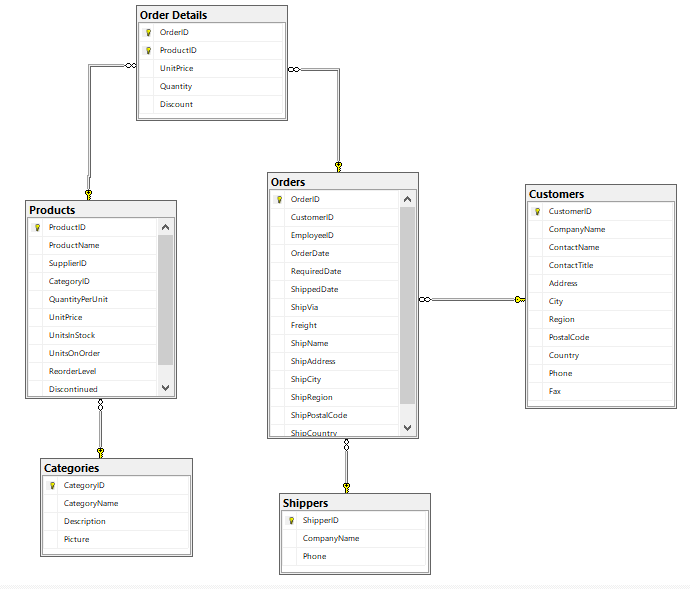 Order Details
OrderID
ProductID
UnitPrice
Quantity
Discount
Products
ProductID
ProductName
SupplierID
CategoryID
QuantityPerUnit
UnitPrice
UnitsInStock
UnitsOnOrder
ReorderLevel
Discontinued
Orders
OrderID
CustomerID
EmployeeID
OrderDate
RequiredDate
ShippedDate
ShipVia
Freight
ShipName
ShipAddress
ShipCity
ShipRegion
ShipPostalCode
ShipCountry
Customers
CustomerID
CompanyName
ContactName
ContactTitle
Address
City
Region
PostalCode
Country
Phone
Fax
Categories
CategoryID
CategoryName
Description
Picture
Shippers
ShipperID
CompanyName
Phone